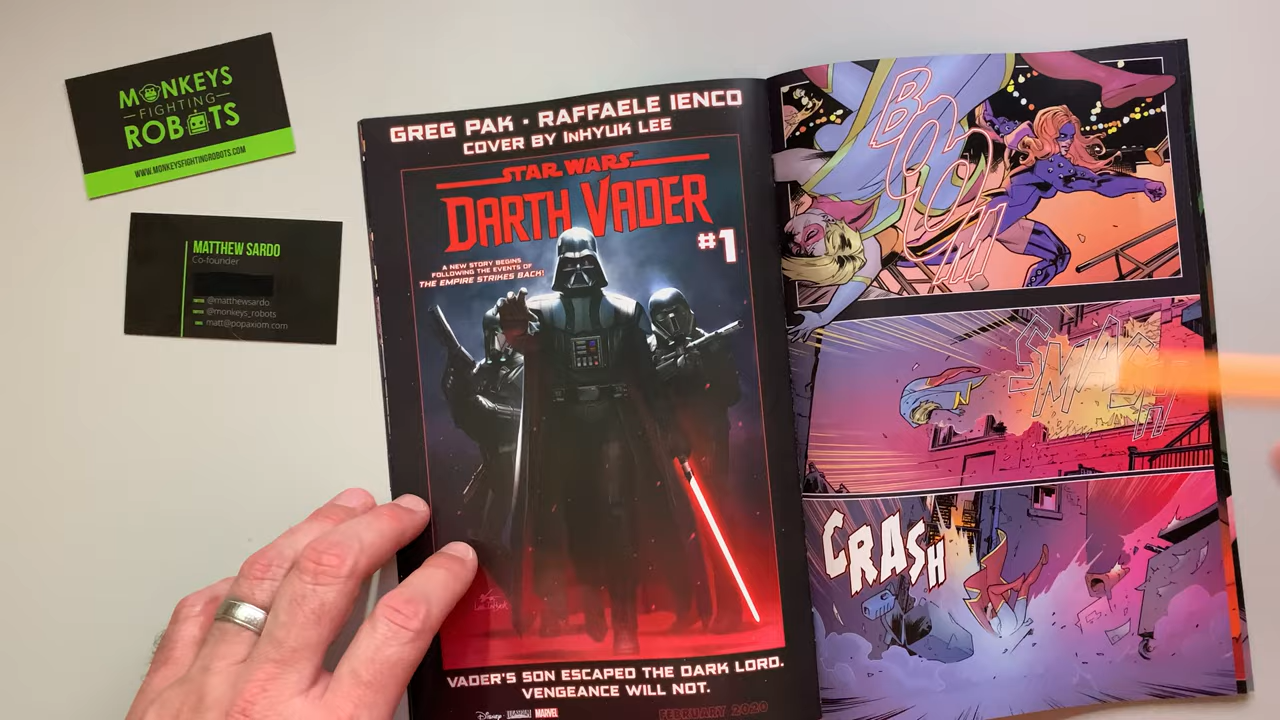 MONKEYS
FIGHTING
ROBOTS
WWW.MONKEYSFIGHTINGROBOTS.COM
MATTHEW SARDO
Co-founder
@matthewsardo
@monkeys_robots
matt@popaxiom.com
GREG PAK · RAFFAELE IENCO
COVER BY INHYUK LEE
STAR WARS
DARTH VADER
#1
A NEW STORY BEGINS
FOLLOWING THE EVENTS OF
THE EMPIRE STRIKES BACK!
VADER'S SON ESCAPED THE DARK LORD.
VENGEANCE WILL NOT.
Disney
MARVEL
FEBRUARY 2020
BOOOM
SMASH
CRASH